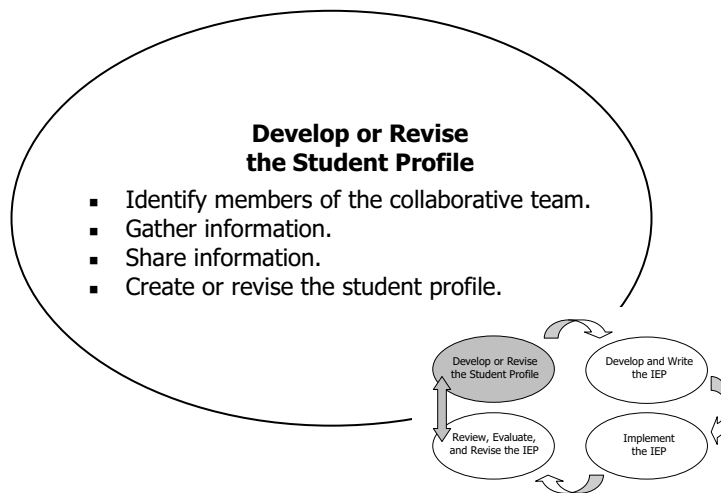 Develop or Revise
the Student Profile
▪ Identify members of the collaborative team.
▪ Gather information.
▪ Share information.
▪ Create or revise the student profile.
Develop or Revise
the Student Profile
Develop and Write
the IEP
Review, Evaluate,
and Revise the IEP
Implement
the IEP